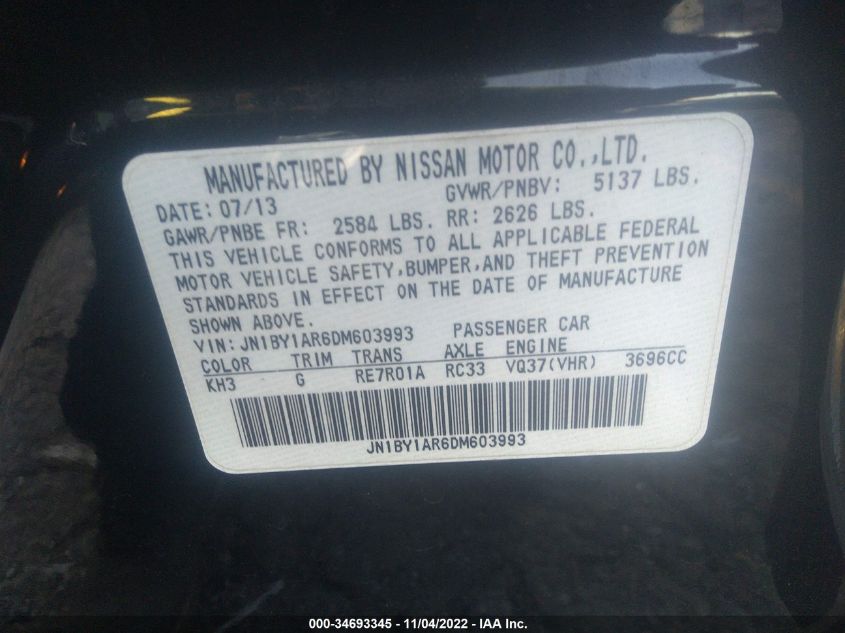 MANUFACTURED BY NISSAN MOTOR CO.,LTD.
DATE: 07/13 GVWR/PNBV: 5137 LBS.
GAWR/PNBE FR: 2584 LBS. RR: 2626 LBS.
THIS VEHICLE CONFORMS TO ALL APPLICABLE FEDERAL
MOTOR VEHICLE SAFETY,BUMPER,AND THEFT PREVENTION
STANDARDS IN EFFECT ON THE DATE OF MANUFACTURE
SHOWN ABOVE.
VIN: JN1BY1AR6DM603993 PASSENGER CAR
COLOR TRIM TRANS AXLE ENGINE
KH3 G RE7R01A RC33 VQ37(VHR) 3696CC
JN1BY1AR6DM603993
000-34693345 - 11/04/2022 - IAA Inc.